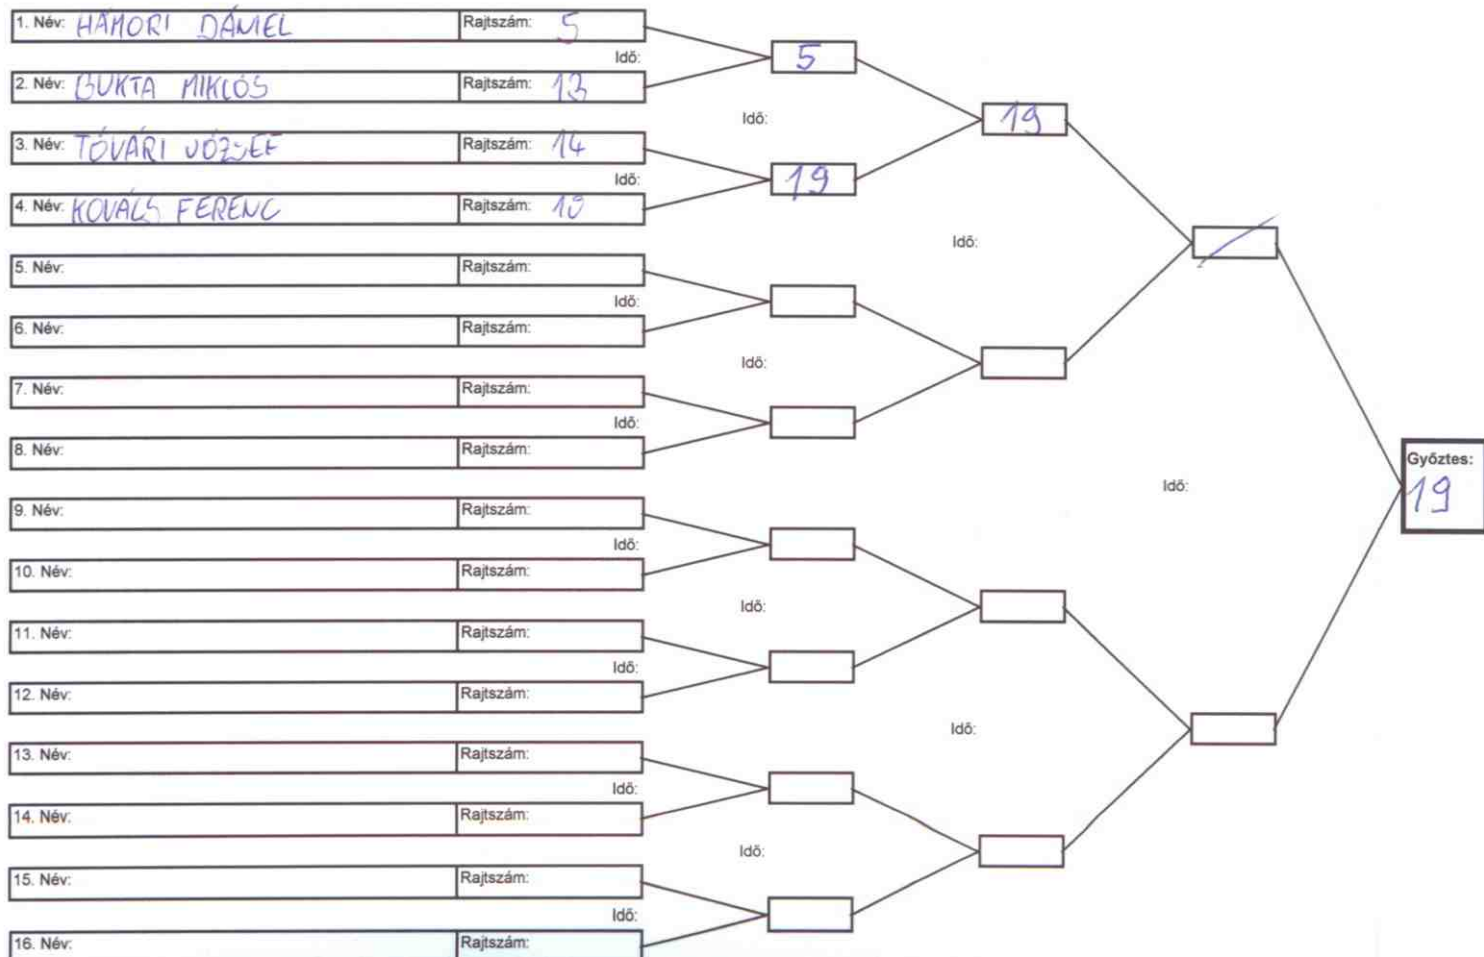 1. Név: HÁMORI DÁNIEL Rajtszám: 5
Idő:
5
2. Név: BUKTA MIKLÓS Rajtszám: 13
Idő:
19
3. Név: TÓVÁRI JÓZSEF Rajtszám: 14
Idő:
19
4. Név: KOVÁCS FERENC Rajtszám: 19
Idő:
5. Név: Rajtszám:
Idő:
6. Név: Rajtszám:
Idő:
7. Név: Rajtszám:
Idő:
8. Név: Rajtszám:
Győztes:
19
Idő:
9. Név: Rajtszám:
Idő:
10. Név: Rajtszám:
Idő:
11. Név: Rajtszám:
Idő:
12. Név: Rajtszám:
Idő:
13. Név: Rajtszám:
Idő:
14. Név: Rajtszám:
Idő:
15. Név: Rajtszám:
Idő:
16. Név: Rajtszám: